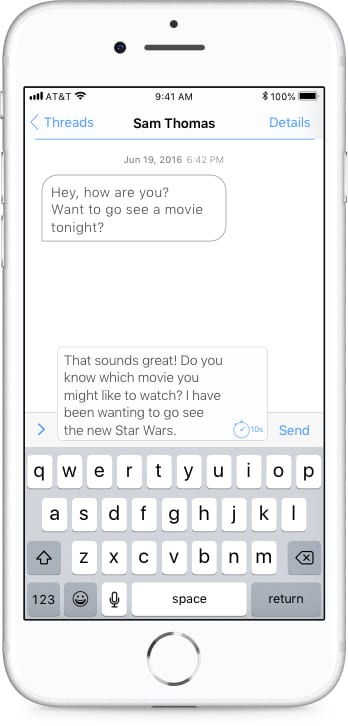 AT&T 9:41 AM 100%
Threads Sam Thomas Details
Jun 19, 2016 6:42 PM
Hey, how are you?
Want to go see a movie
tonight?
That sounds great! Do you
know which movie you
might like to watch? I have
been wanting to go see
the new Star Wars.
10s Send
q w e r t y u i o p
a s d f g h j k l
z x c v b n m
123 space return